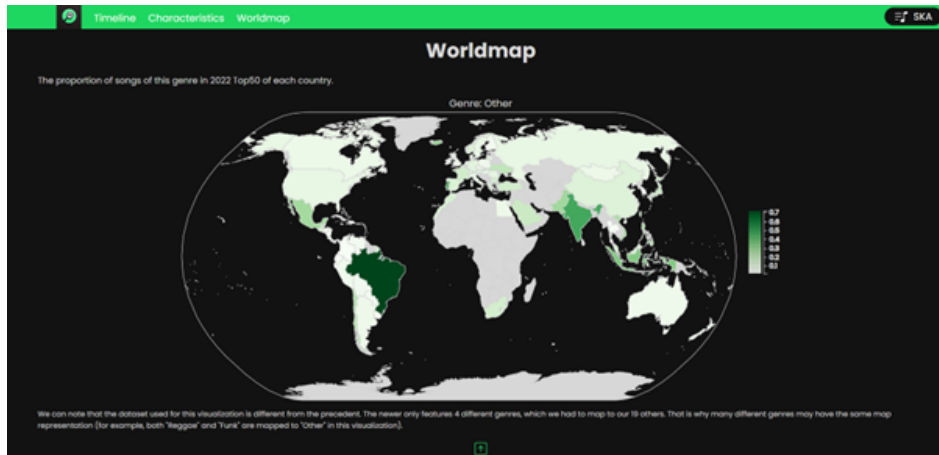 Timeline Characteristics Worldmap
SKA
Worldmap
The proportion of songs of this genre in 2022 Top50 of each country.
Genre: Other
0.7
0.6
0.5
0.4
0.3
0.2
0.1
We can note that the dataset used for this visualization is different from the precedent. The newer only features 4 different genres, which we had to map to our 19 others. That is why many different genres may have the same map
representation (for example, both "Reggae" and "Funk" are mapped to "Other" in this visualization).